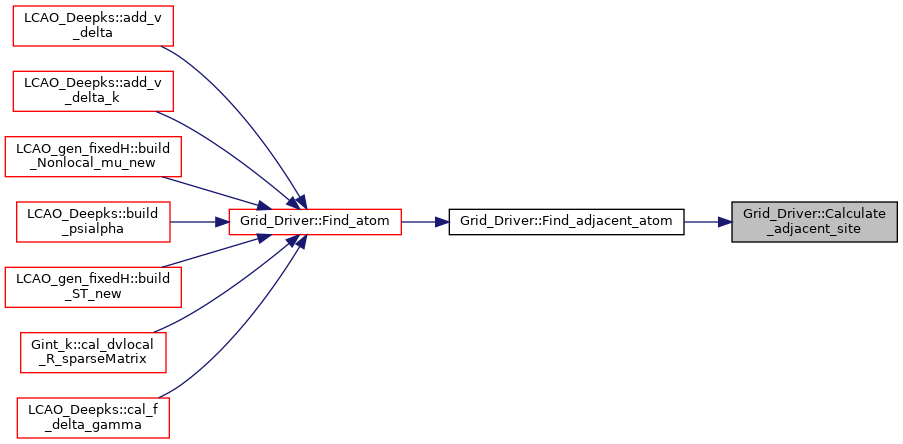 LCAO_Deepks::add_v
_delta
LCAO_Deepks::add_v
_delta_k
LCAO_gen_fixedH::build
_Nonlocal_mu_new
LCAO_Deepks::build
_psialpha
LCAO_gen_fixedH::build
_ST_new
Gint_k::cal_dvlocal
_R_sparseMatrix
LCAO_Deepks::cal_f
_delta_gamma
Grid_Driver::Find_atom
Grid_Driver::Find_adjacent_atom
Grid_Driver::Calculate
_adjacent_site